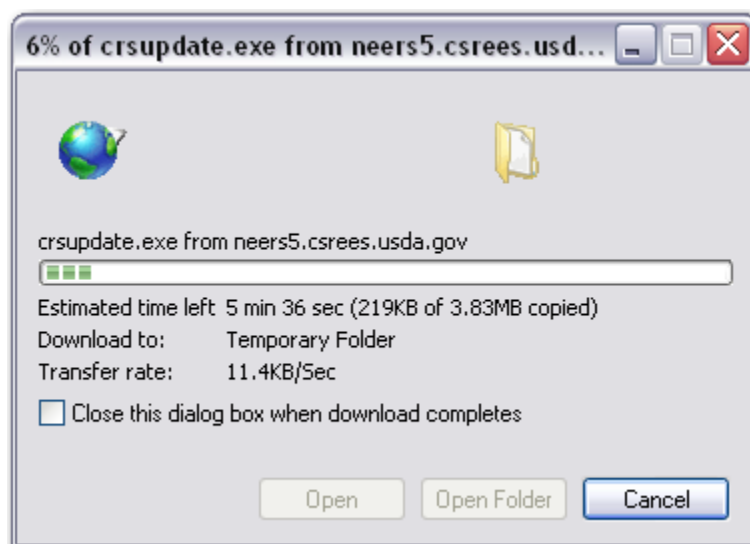 6% of crsupdate.exe from neers5.csrees.usd...
crsupdate.exe from neers5.csrees.usda.gov
Estimated time left 5 min 36 sec (219KB of 3.83MB copied)
Download to: Temporary Folder
Transfer rate: 11.4KB/Sec
Close this dialog box when download completes
Open Open Folder Cancel